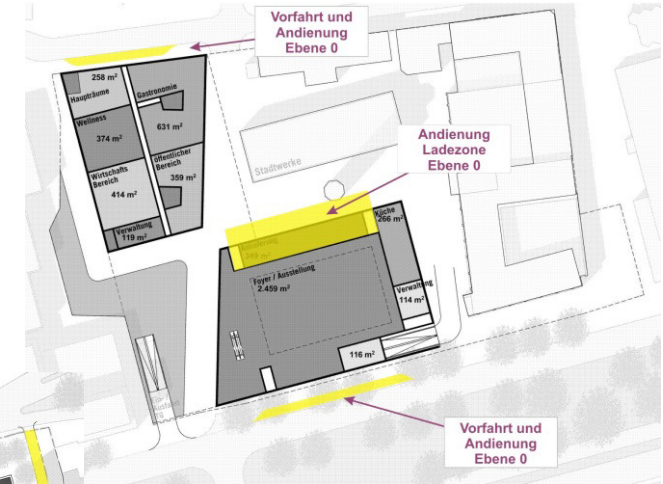 Vorfahrt und
Andienung
Ebene 0
258 m²
Haupträume
Gastronomie
Wellness
374 m²
631 m²
Andienung
Ladezone
Ebene 0
Wirtschafts
Bereich
414 m²
öffentlicher
Bereich
359 m²
Stadtwerke
Verwaltung
119 m²
Küche
266 m²
Foyer / Ausstellung
2.459 m²
Verwaltung
114 m²
116 m²
Vorfahrt und
Andienung
Ebene 0